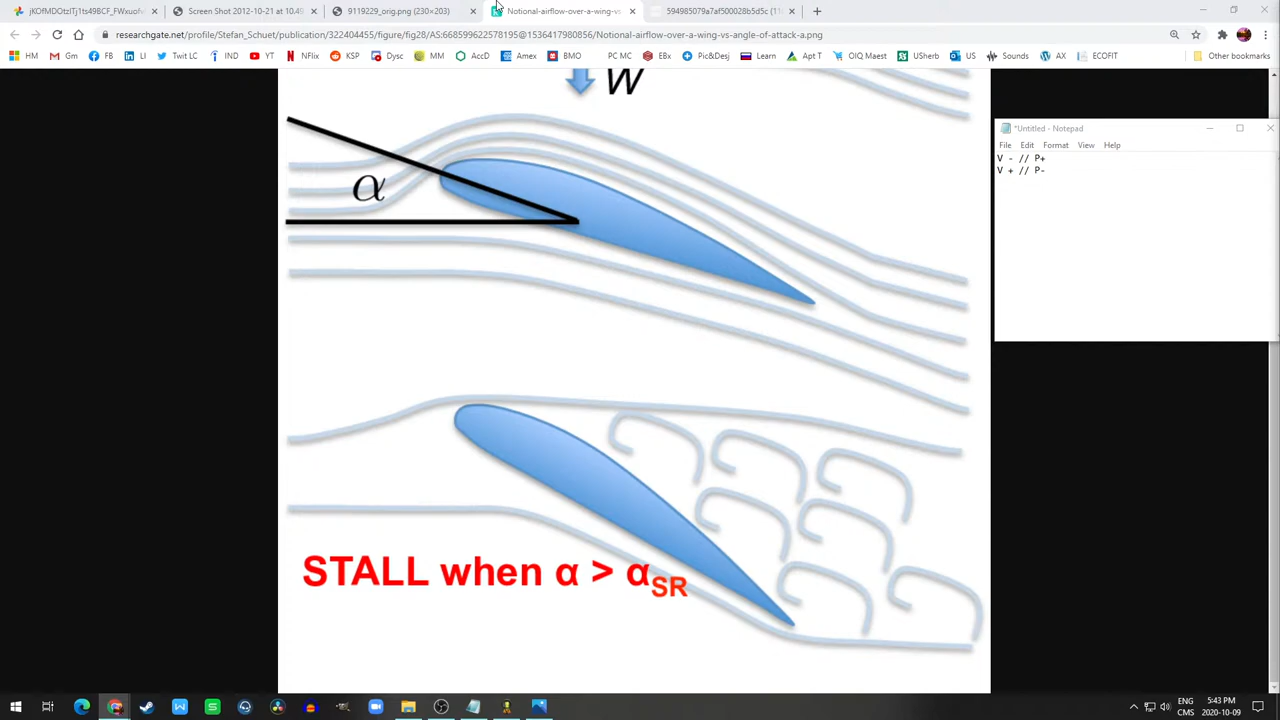 jKOfMDOtzITj1ts49BCF_FWxuofe
Screen Shot 2012-10-21 at 10.49.
9119229_orig.png (230×203)
Notional-airflow-over-a-wing-vs-
594985079a7af500028b5d5c (11
researchgate.net/profile/Stefan_Schuet/publication/322404455/figure/fig28/AS:668599622578195@1536417980856/Notional-airflow-over-a-wing-vs-angle-of-attack-a.png
HM Gm FB LI Twit LC IND YT NFlix KSP Dysc MM AccD Amex BMO PC MC EBx Pic&Desj Learn Apt T OIQ Maest USherb US Sounds AX ECOFIT Other bookmarks
W
*Untitled - Notepad
File Edit Format View Help
V - // P+
V + // P-
α
STALL when α > αSR
ENG
CMS
5:43 PM
2020-10-09